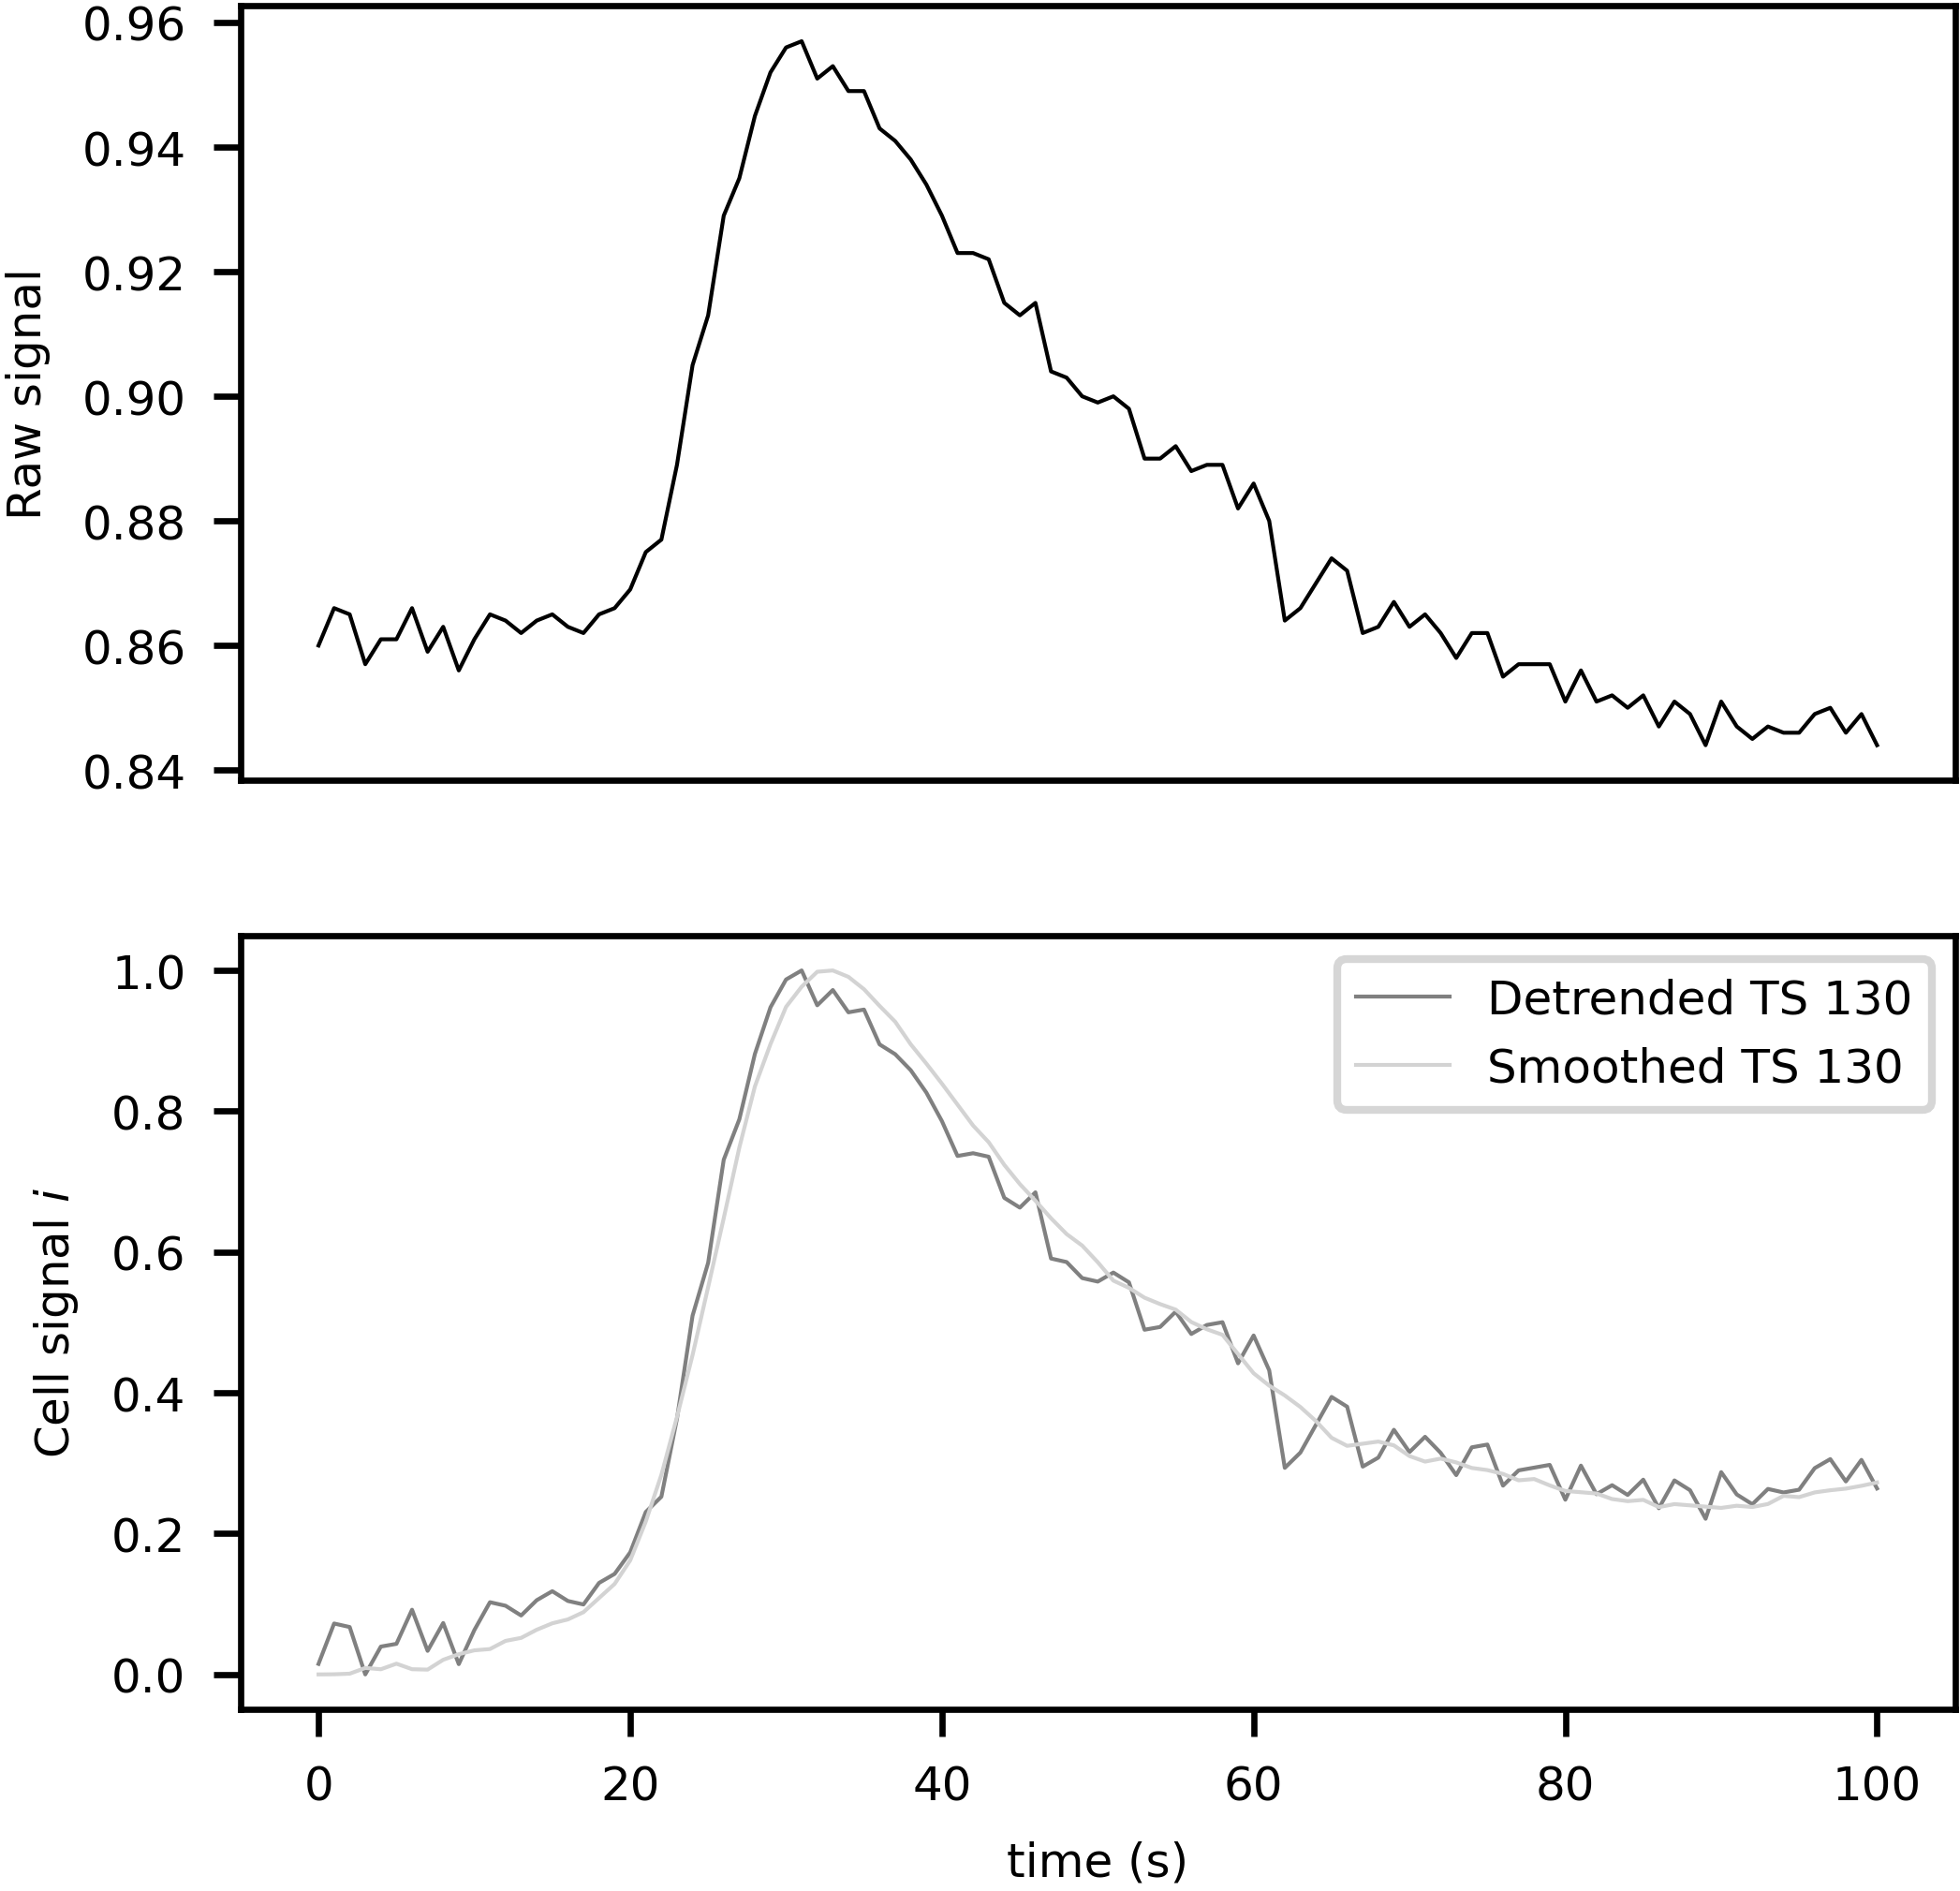 0.96
0.94
0.92
0.90
0.88
0.86
0.84
Raw signal
1.0
0.8
0.6
0.4
0.2
0.0
Cell signal i
Detrended TS 130
Smoothed TS 130
0 20 40 60 80 100
time (s)